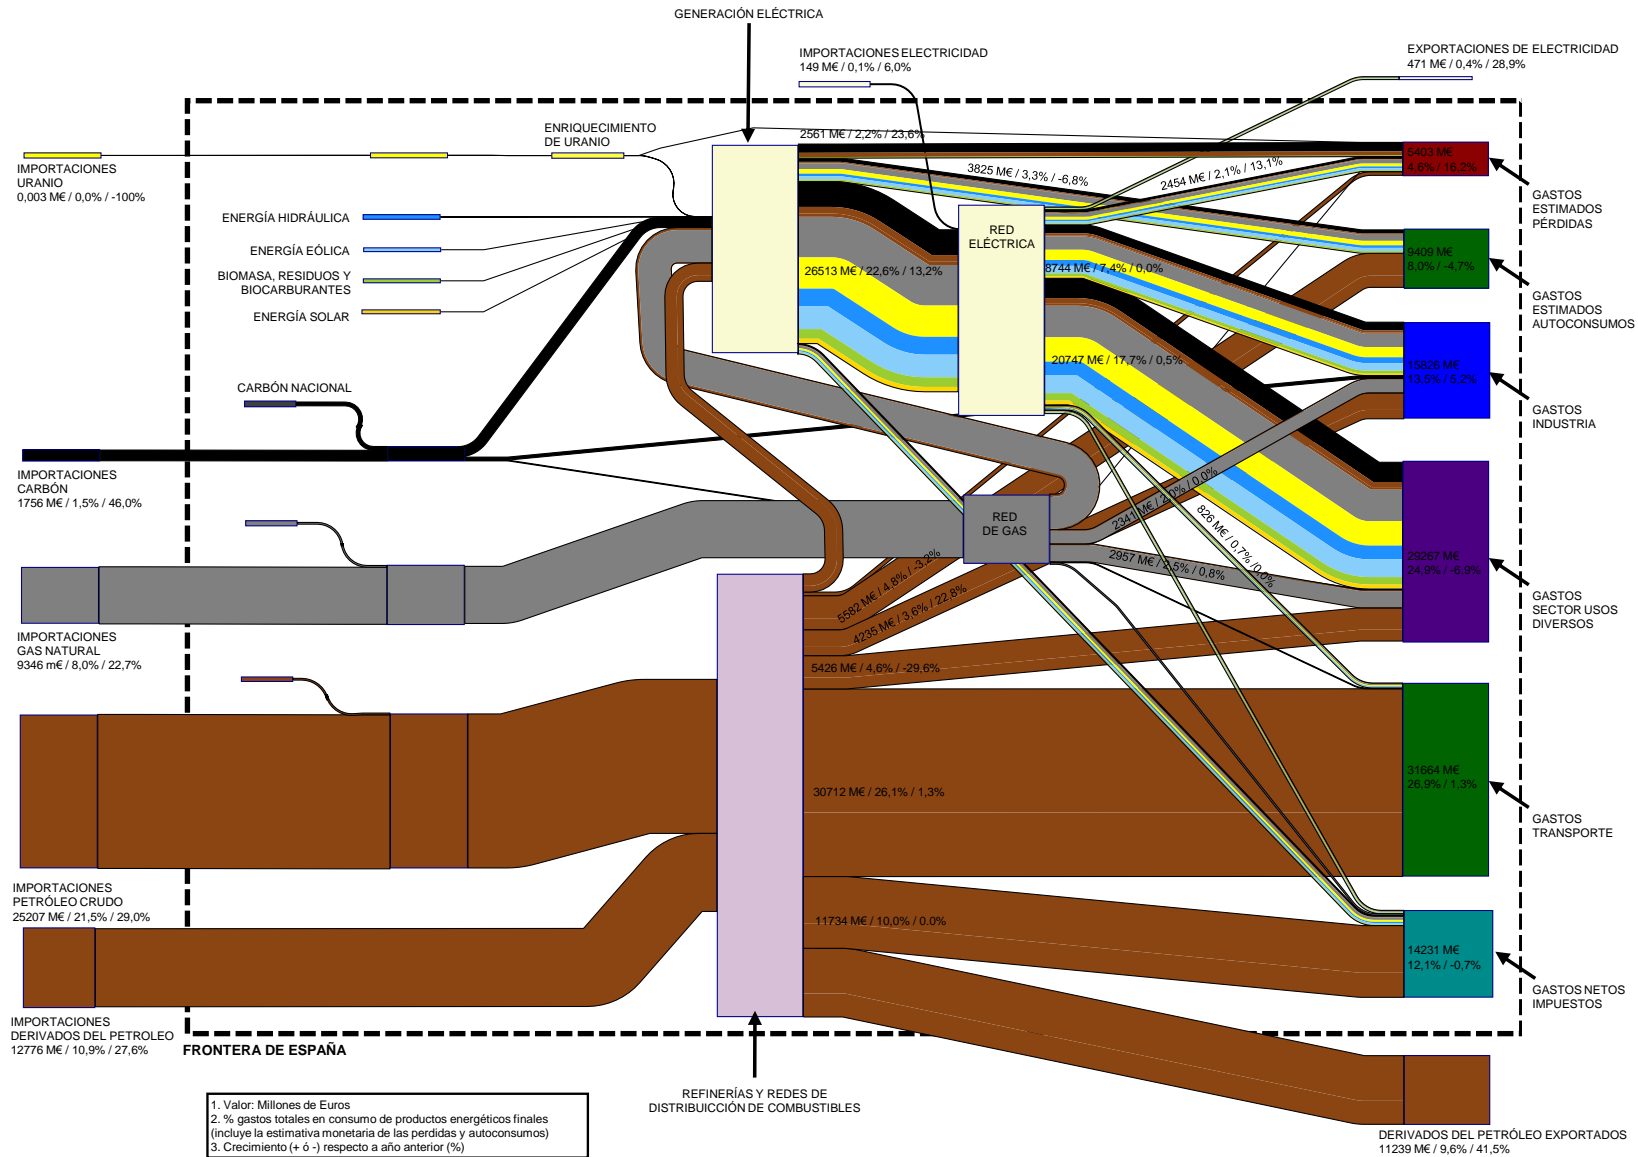 GENERACIÓN ELÉCTRICA
IMPORTACIONES ELECTRICIDAD
149 M€ / 0,1% / 6,0%
EXPORTACIONES DE ELECTRICIDAD
471 M€ / 0,4% / 28,9%
ENRIQUECIMIENTO
DE URANIO
2561 M€ / 2,2% / 23,6%
3825 M€ / 3,3% / -6,8%
2454 M€ / 2,1% / 13,1%
5403 M€
4.6% / 16,2%
GASTOS
ESTIMADOS
PÉRDIDAS
IMPORTACIONES
URANIO
0,003 M€ / 0,0% / -100%
ENERGÍA HIDRÁULICA
ENERGÍA EÓLICA
BIOMASA, RESIDUOS Y
BIOCARBURANTES
ENERGÍA SOLAR
RED
ELÉCTRICA
26513 M€ / 22,6% / 13,2%
8744 M€ / 7,4% / 0,0%
9409 M€
8,0% / -4,7%
GASTOS
ESTIMADOS
AUTOCONSUMOS
20747 M€ / 17,7% / 0,5%
15826 M€
13,5% / 5,2%
GASTOS
INDUSTRIA
CARBÓN NACIONAL
IMPORTACIONES
CARBÓN
1756 M€ / 1,5% / 46,0%
RED
DE GAS
2341 M€ / 2,0% / 0,0%
826 M€ / 0,7% / 0,0%
2957 M€ / 2,5% / 0,8%
29267 M€
24,9% / -6,9%
GASTOS
SECTOR USOS
DIVERSOS
5582 M€ / 4,8% / -3,2%
4235 M€ / 3,6% / 22,8%
5426 M€ / 4,6% / -29,6%
IMPORTACIONES
GAS NATURAL
9346 m€ / 8,0% / 22,7%
30712 M€ / 26,1% / 1,3%
31664 M€
26,9% / 1,3%
GASTOS
TRANSPORTE
IMPORTACIONES
PETRÓLEO CRUDO
25207 M€ / 21,5% / 29,0%
11734 M€ / 10,0% / 0.0%
14231 M€
12,1% / -0,7%
GASTOS NETOS
IMPUESTOS
IMPORTACIONES
DERIVADOS DEL PETROLEO
12776 M€ / 10,9% / 27,6%
FRONTERA DE ESPAÑA
REFINERÍAS Y REDES DE
DISTRIBUICCIÓN DE COMBUSTIBLES
1. Valor: Millones de Euros
2. % gastos totales en consumo de productos energéticos finales
(incluye la estimativa monetaria de las perdidas y autoconsumos)
3. Crecimiento (+ ó -) respecto a año anterior (%)
DERIVADOS DEL PETRÓLEO EXPORTADOS
11239 M€ / 9,6% / 41,5%